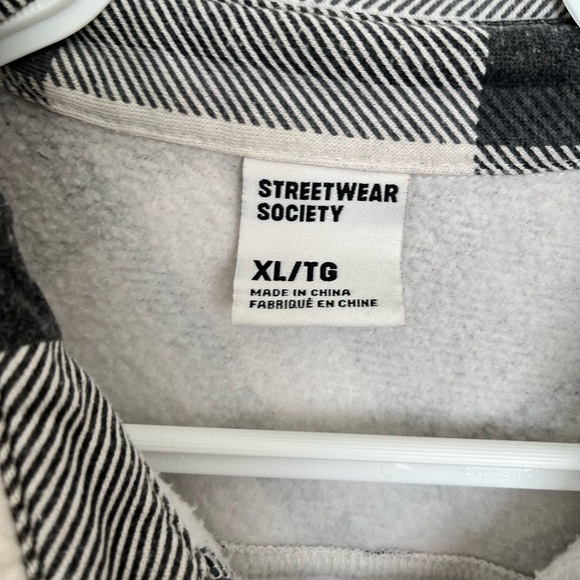 STREETWEAR
SOCIETY
XL/TG
MADE IN CHINA
FABRIQUÉ EN CHINE